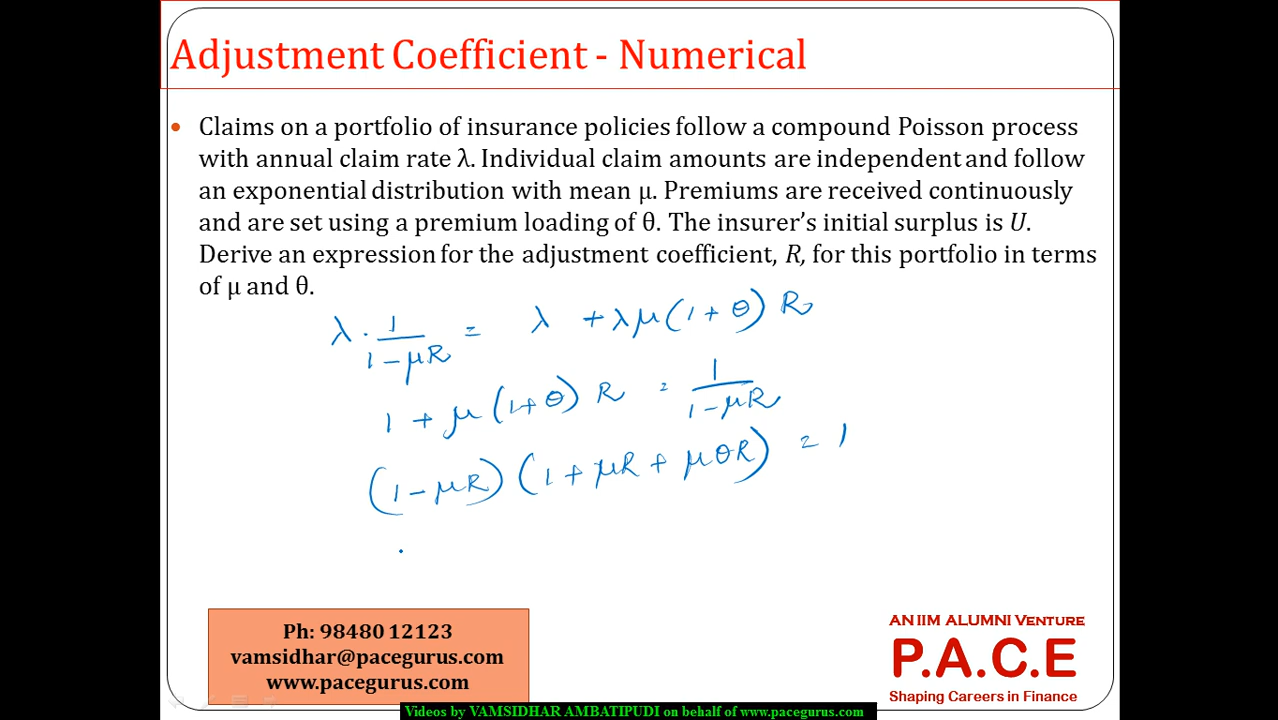 Adjustment Coefficient - Numerical
• Claims on a portfolio of insurance policies follow a compound Poisson process
with annual claim rate λ. Individual claim amounts are independent and follow
an exponential distribution with mean μ. Premiums are received continuously
and are set using a premium loading of θ. The insurer’s initial surplus is U.
Derive an expression for the adjustment coefficient, R, for this portfolio in terms
of μ and θ.
λ · 1/(1 - μR) = λ + λμ(1 + θ) R
1 + μ(1 + θ) R = 1/(1 - μR)
(1 - μR) (1 + μR + μθR) = 1
Ph: 98480 12123
vamsidhar@pacegurus.com
www.pacegurus.com
AN IIM ALUMNI VENTURE
P.A.C.E
Shaping Careers in Finance
Videos by VAMSIDHAR AMBATIPUDI on behalf of www.pacegurus.com